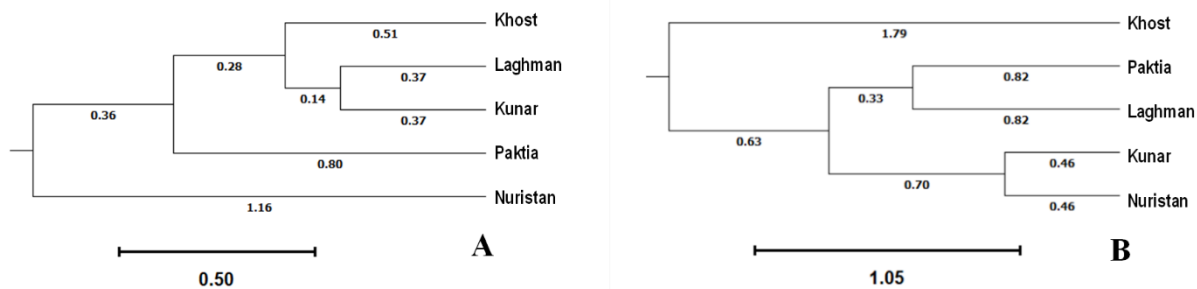 Khost
0.51
0.28
Laghman
0.37
0.14
0.36
Kunar
0.37
Paktia
0.80
Nuristan
1.16
0.50
A
Khost
1.79
Paktia
0.82
0.33
Laghman
0.82
0.63
Kunar
0.46
0.70
Nuristan
0.46
1.05
B